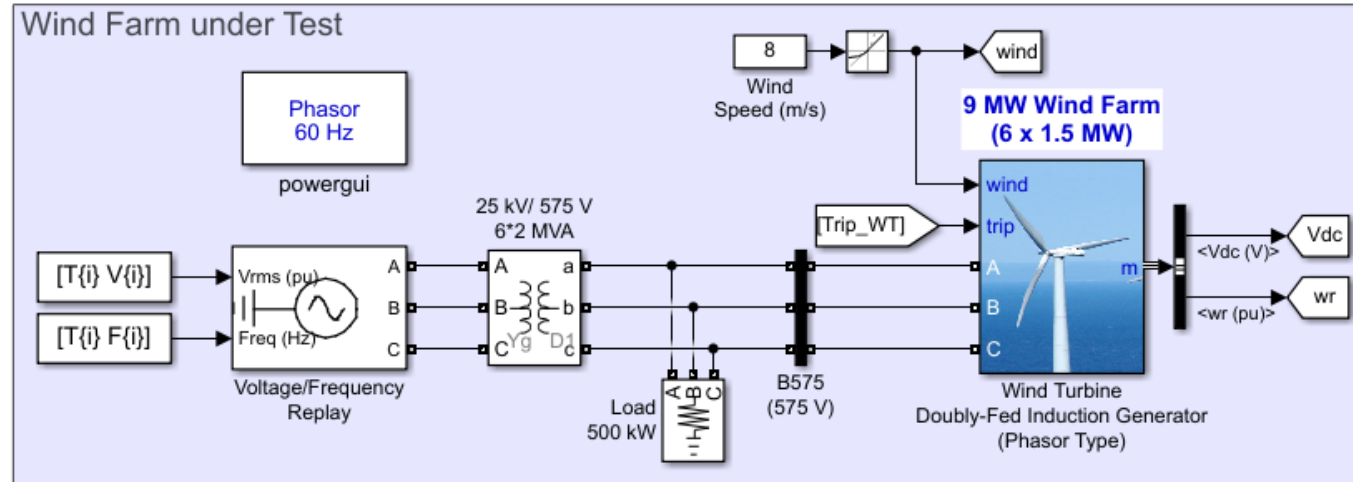 Wind Farm under Test
Phasor
60 Hz
powergui
8
Wind
Speed (m/s)
wind
9 MW Wind Farm
(6 x 1.5 MW)
[T{i} V{i}]
[T{i} F{i}]
Vrms (pu)
Freq (Hz)
A
B
C
Voltage/Frequency
Replay
25 kV/ 575 V
6*2 MVA
A
B
C
a
b
c
Yg
D1
A
B
C
Load
500 kW
B575
(575 V)
[Trip_WT]
wind
trip
A
B
C
m
Wind Turbine
Doubly-Fed Induction Generator
(Phasor Type)
<Vdc (V)>
<wr (pu)>
Vdc
wr